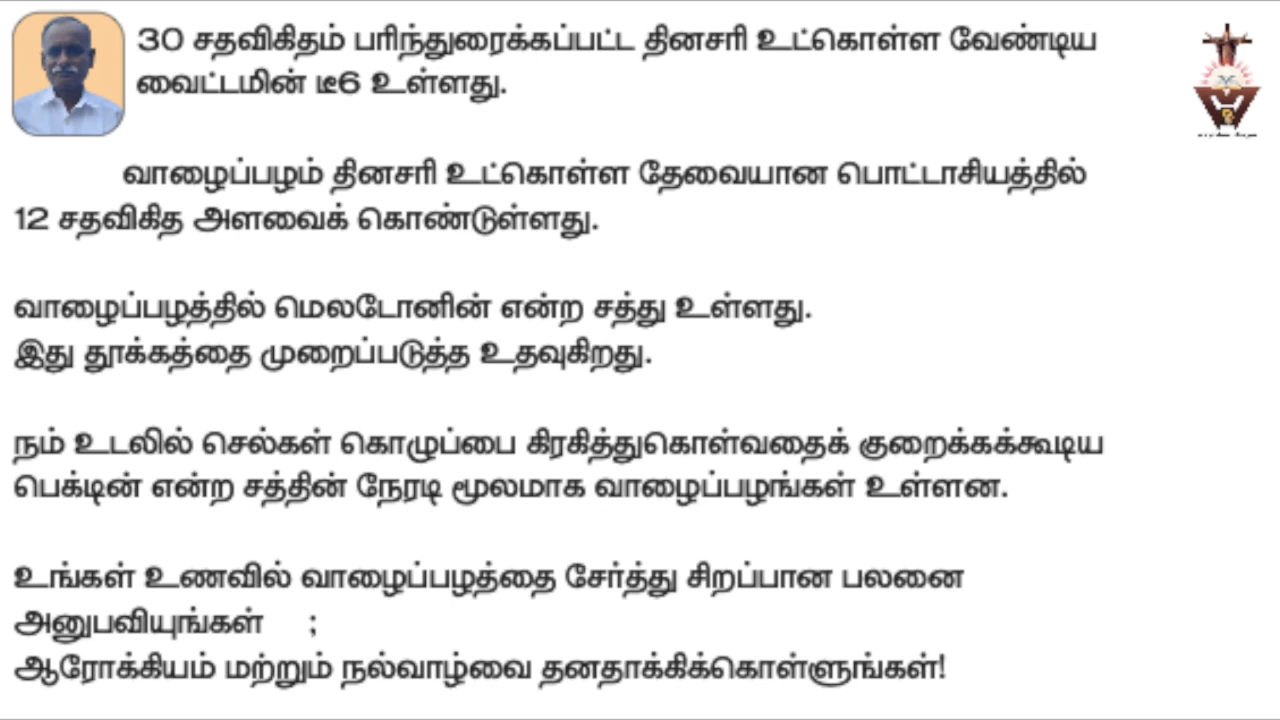 30 சதவிகிதம் பரிந்துரைக்கப்பட்ட தினசரி உட்கொள்ள வேண்டிய
வைட்டமின் டீ6 உள்ளது.
வாழைப்பழம் தினசரி உட்கொள்ள தேவையான பொட்டாசியத்தில்
12 சதவிகித அளவைக் கொண்டுள்ளது.
வாழைப்பழத்தில் மெலடோனின் என்ற சத்து உள்ளது.
இது தூக்கத்தை முறைப்படுத்த உதவுகிறது.
நம் உடலில் செல்கள் கொழுப்பை கிரகித்துகொள்வதைக் குறைக்கக்கூடிய
பெக்டின் என்ற சத்தின் நேரடி மூலமாக வாழைப்பழங்கள் உள்ளன.
உங்கள் உணவில் வாழைப்பழத்தை சேர்த்து சிறப்பான பலனை
அனுபவியுங்கள் ;
ஆரோக்கியம் மற்றும் நல்வாழ்வை தனதாக்கிக்கொள்ளுங்கள்!